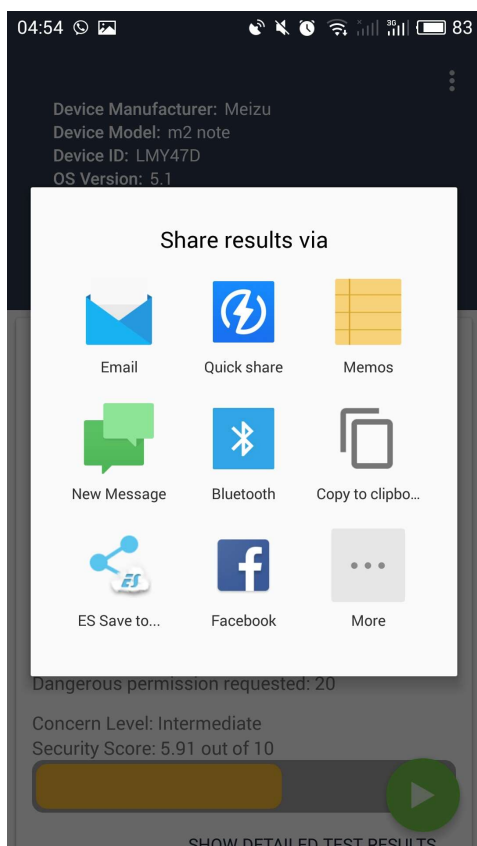 04:54
3G
83
Device Manufacturer: Meizu
Device Model: m2 note
Device ID: LMY47D
OS Version: 5.1
Share results via
Email
Quick share
Memos
New Message
Bluetooth
Copy to clipbo...
ES
ES Save to...
Facebook
More
Dangerous permission requested: 20
Concern Level: Intermediate
Security Score: 5.91 out of 10
SHOW DETAILED TEST RESULTS